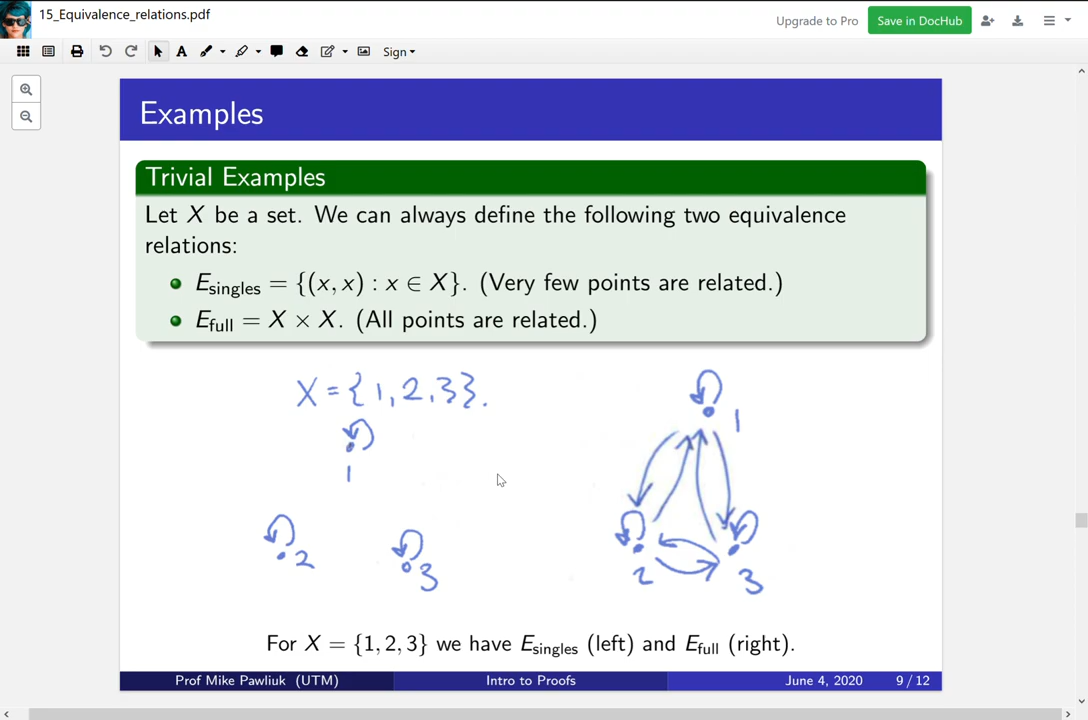 15_Equivalence_relations.pdf
Upgrade to Pro
Save in DocHub
A
Sign
Examples
Trivial Examples
Let X be a set. We can always define the following two equivalence
relations:
E_singles = {(x, x) : x ∈ X}. (Very few points are related.)
E_full = X × X. (All points are related.)
X = {1, 2, 3}.
1
1
2
3
2
3
For X = {1, 2, 3} we have E_singles (left) and E_full (right).
Prof Mike Pawliuk (UTM)
Intro to Proofs
June 4, 2020
9 / 12